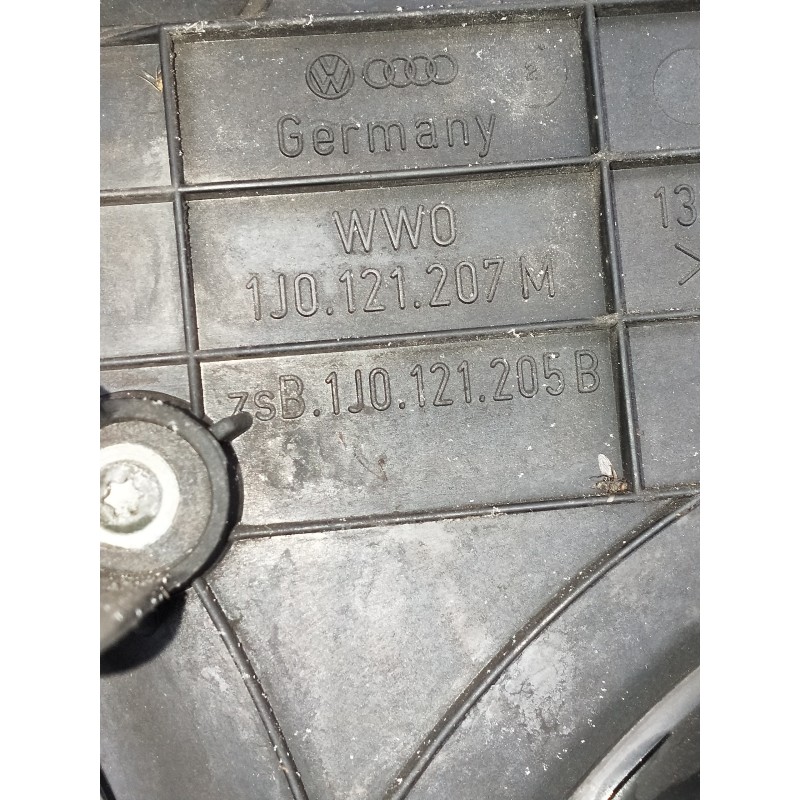 Germany
WWO
1J0.121.207 M
13
>
zsB.1J0.121.205 B